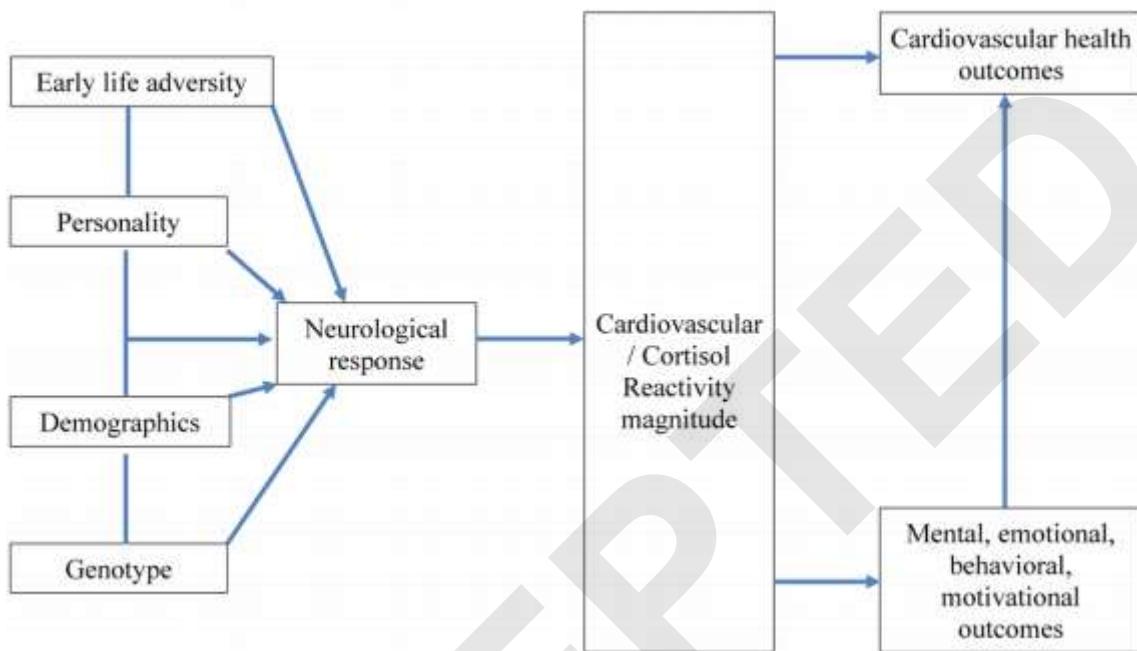 Early life adversity
Personality
Demographics
Genotype
Neurological
response
Cardiovascular
/ Cortisol
Reactivity
magnitude
Cardiovascular health
outcomes
Mental, emotional,
behavioral,
motivational
outcomes
EPTED